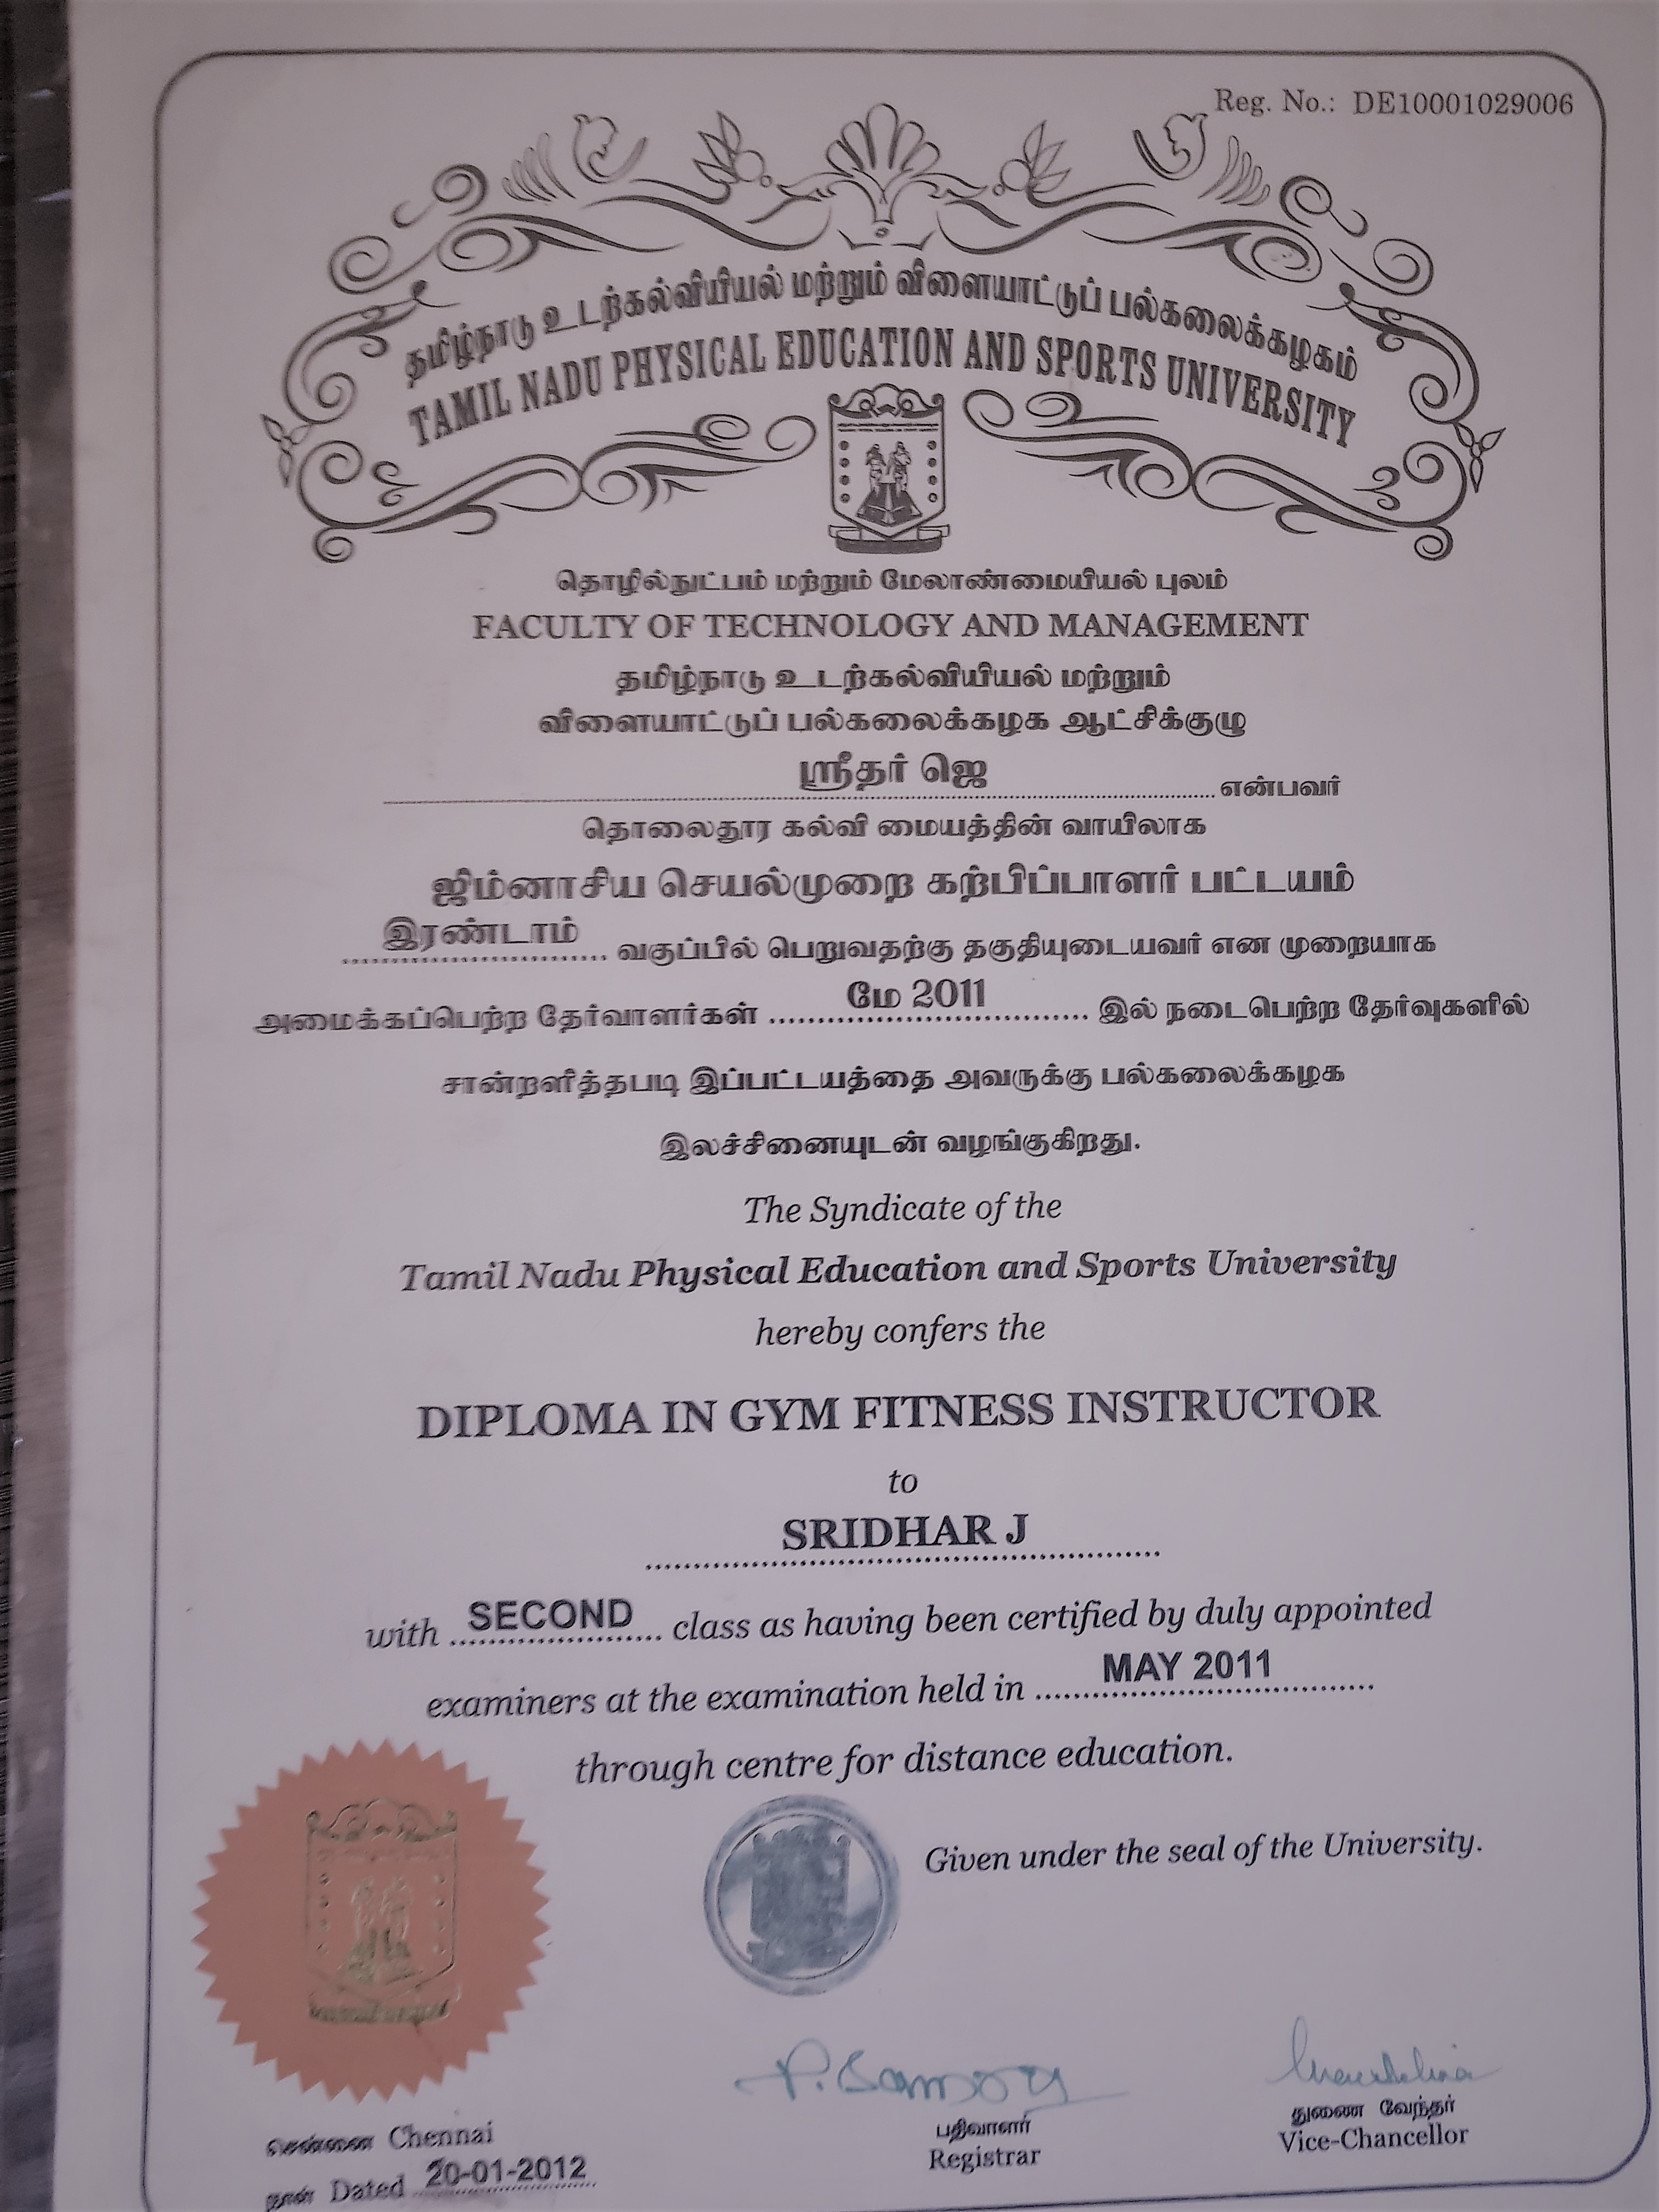 Reg. No.: DE10001029006
தமிழ்நாடு உடற்கல்வியியல் மற்றும் விளையாட்டுப் பல்கலைக்கழகம்
TAMIL NADU PHYSICAL EDUCATION AND SPORTS UNIVERSITY
தொழில்நுட்பம் மற்றும் மேலாண்மையியல் புலம்
FACULTY OF TECHNOLOGY AND MANAGEMENT
தமிழ்நாடு உடற்கல்வியியல் மற்றும்
விளையாட்டுப் பல்கலைக்கழக ஆட்சிக்குழு
ஸ்ரீதர் ஜெ என்பவர்
தொலைதூர கல்வி மையத்தின் வாயிலாக
ஜிம்னாசிய செயல்முறை கற்பிப்பாளர் பட்டயம்
இரண்டாம் வகுப்பில் பெறுவதற்கு தகுதியுடையவர் என முறையாக
அமைக்கப்பெற்ற தேர்வாளர்கள் மே 2011 இல் நடைபெற்ற தேர்வுகளில்
சான்றளித்தபடி இப்பட்டயத்தை அவருக்கு பல்கலைக்கழக
இலச்சினையுடன் வழங்குகிறது.
The Syndicate of the
Tamil Nadu Physical Education and Sports University
hereby confers the
DIPLOMA IN GYM FITNESS INSTRUCTOR
to
SRIDHAR J
with SECOND class as having been certified by duly appointed
examiners at the examination held in MAY 2011
through centre for distance education.
Given under the seal of the University.
சென்னை Chennai
நாள் Dated 20-01-2012
பதிவாளர்
Registrar
துணை வேந்தர்
Vice-Chancellor